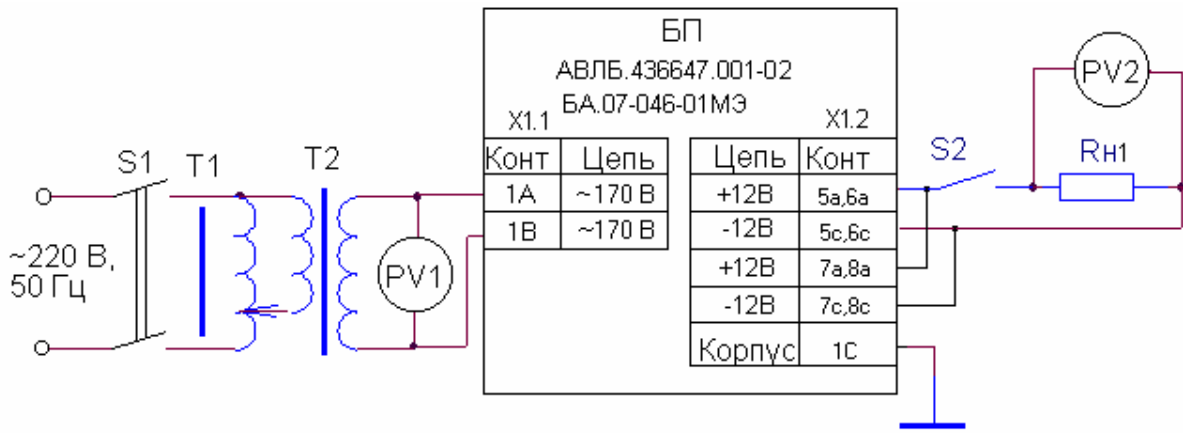 БП
АВЛБ.436647.001-02
БА.07-046-01МЭ
X1.1
X1.2
Конт Цепь
1А ~170 В
1В ~170 В
Цепь Конт
+12В 5а,6а
-12В 5с,6с
+12В 7а,8а
-12В 7с,8с
Корпус 1С
S1
T1
T2
~220 В,
50 Гц
PV1
S2
PV2
Rн1